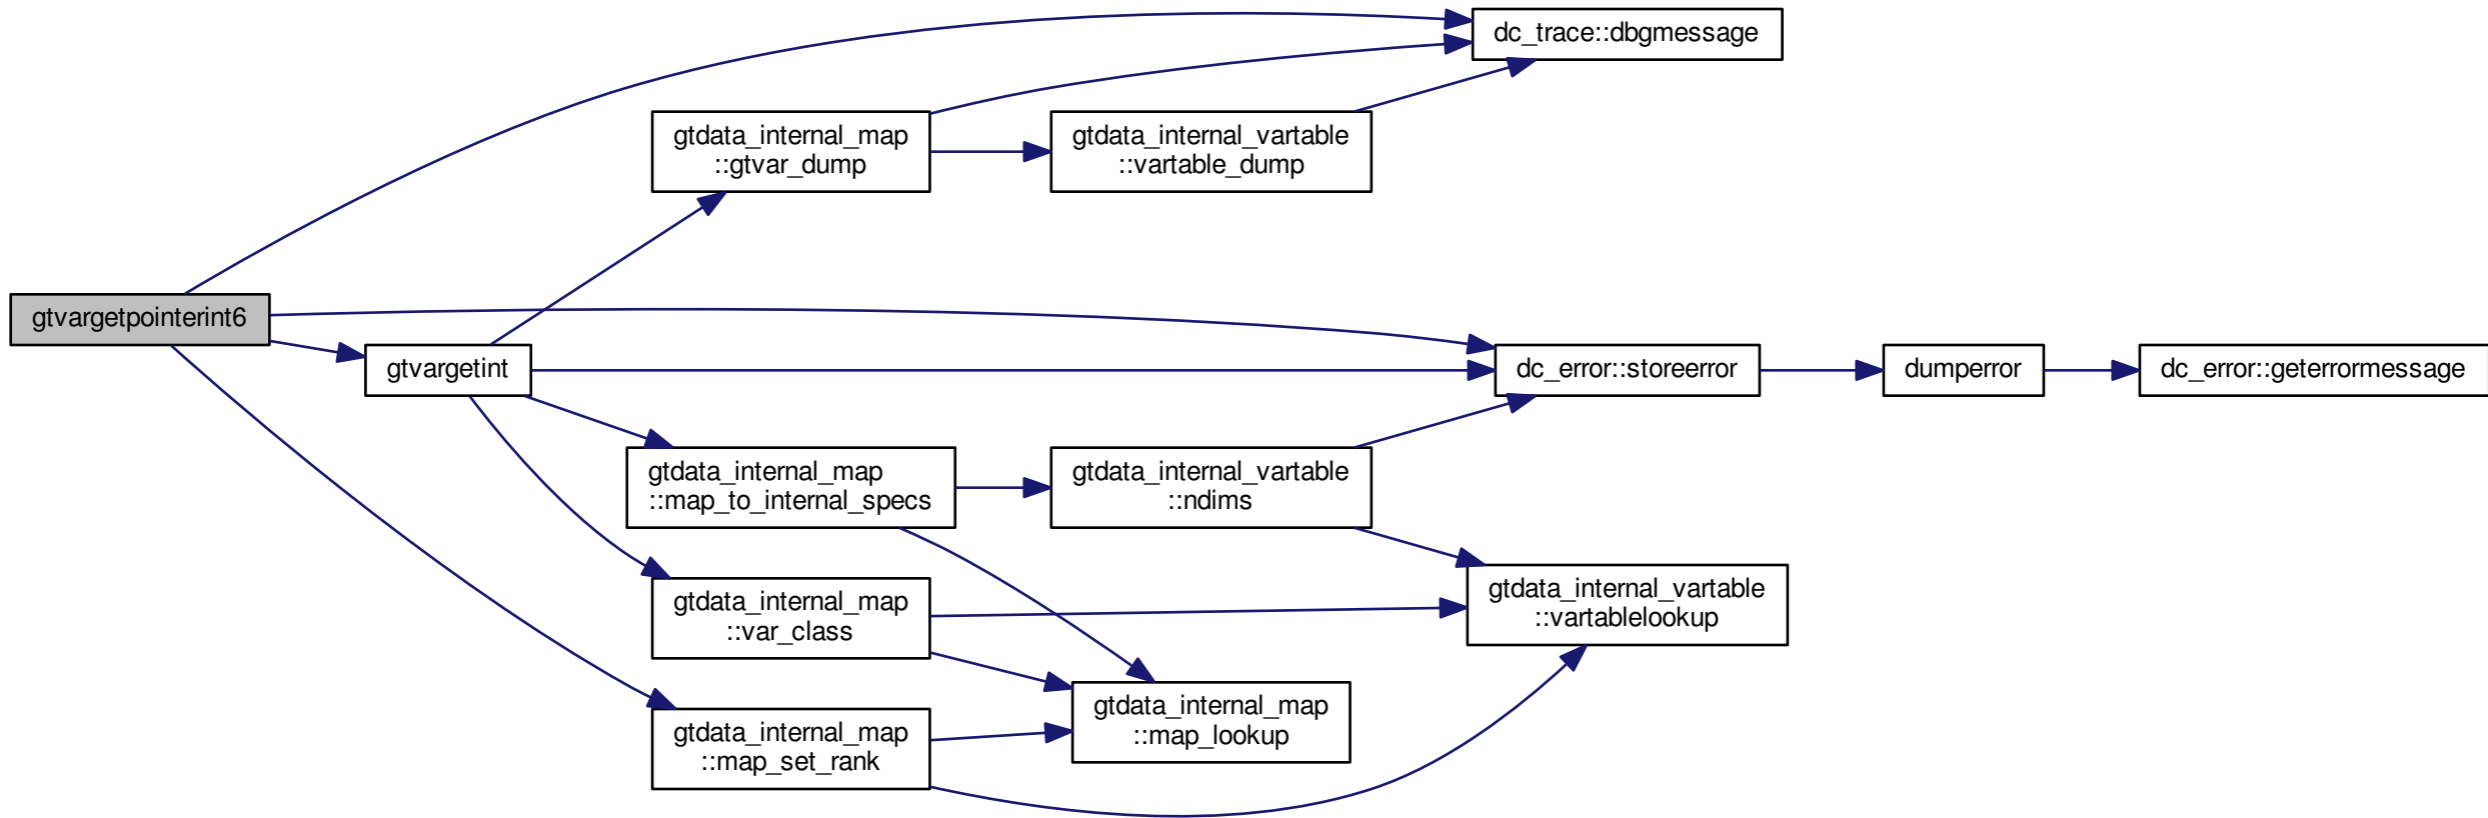 dc_trace::dbgmessage
gtdata_internal_map
::gtvar_dump
gtdata_internal_vartable
::vartable_dump
gtvargetpointerint6
gtvargetint
dc_error::storeerror
dumperror
dc_error::geterrormessage
gtdata_internal_map
::map_to_internal_specs
gtdata_internal_vartable
::ndims
gtdata_internal_map
::var_class
gtdata_internal_vartable
::vartablelookup
gtdata_internal_map
::map_set_rank
gtdata_internal_map
::map_lookup